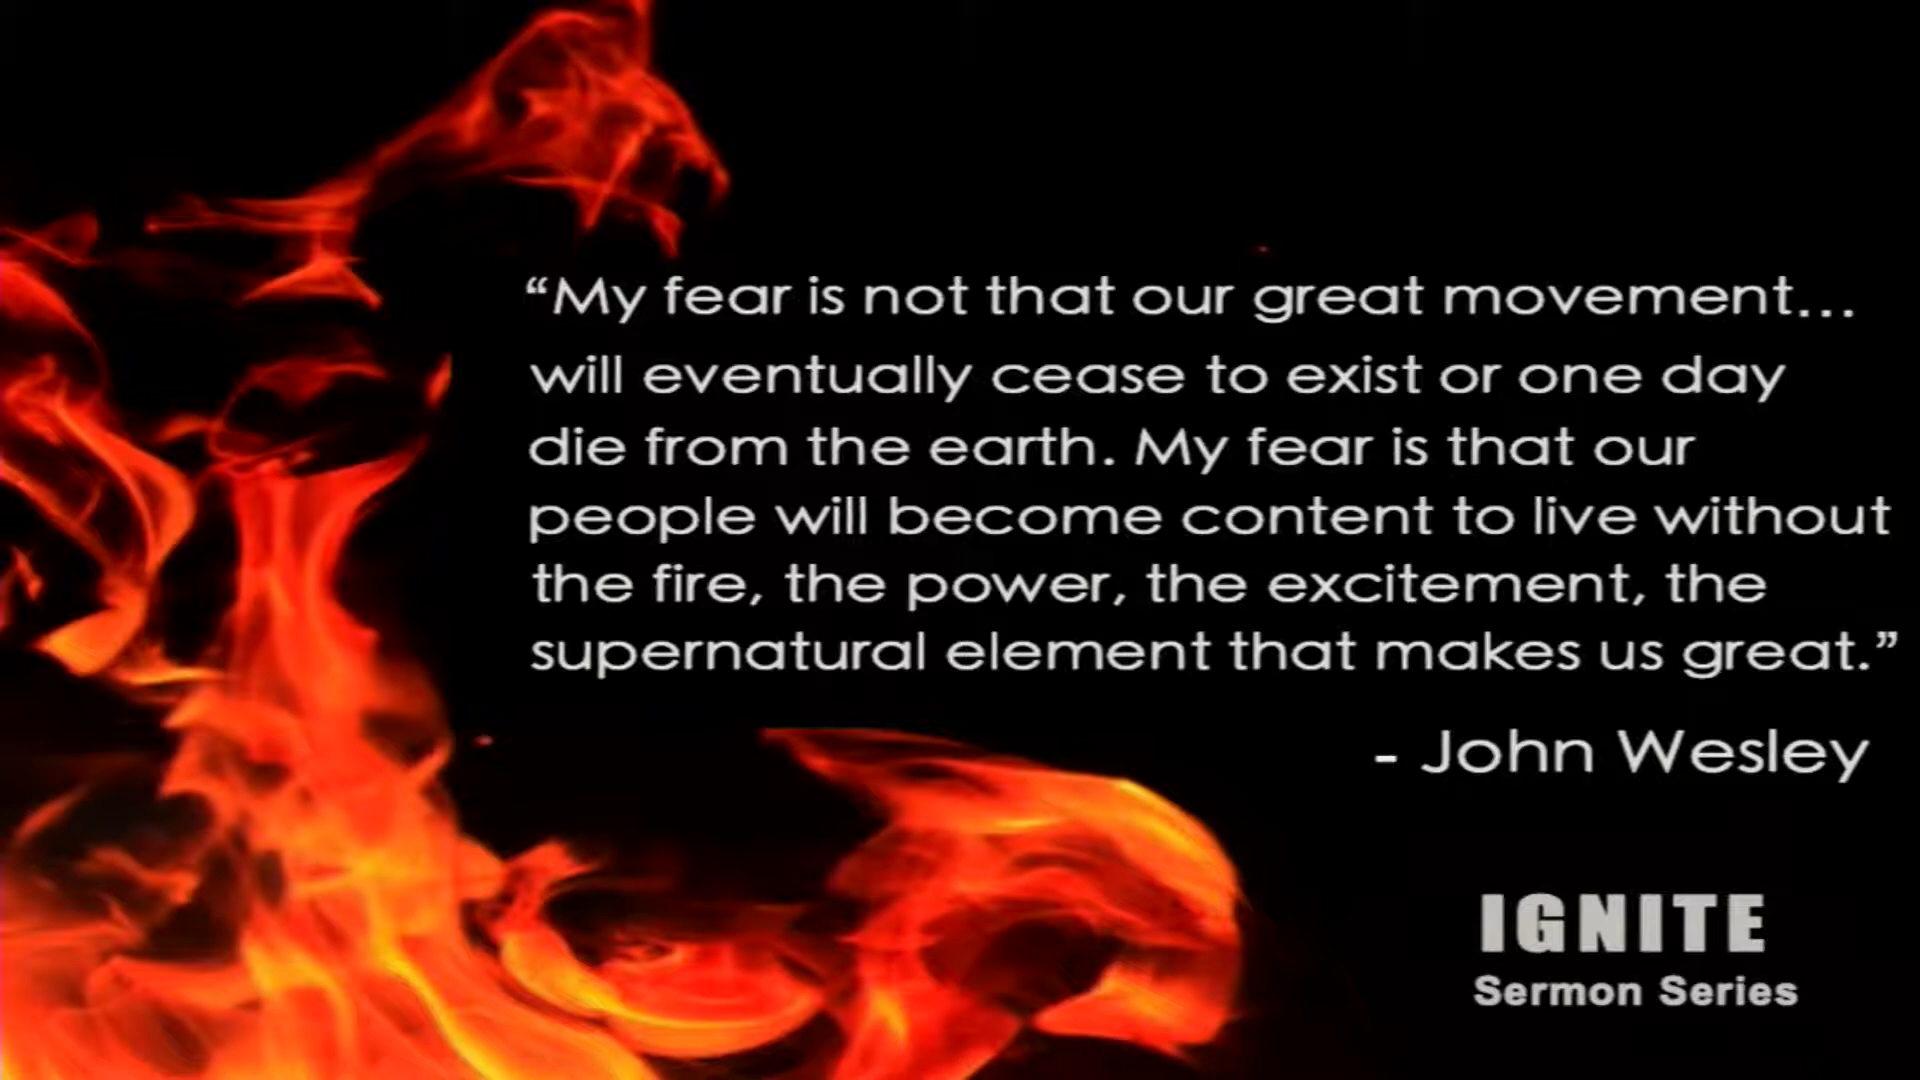 “My fear is not that our great movement...
will eventually cease to exist or one day
die from the earth. My fear is that our
people will become content to live without
the fire, the power, the excitement, the
supernatural element that makes us great.”
- John Wesley
IGNITE
Sermon Series